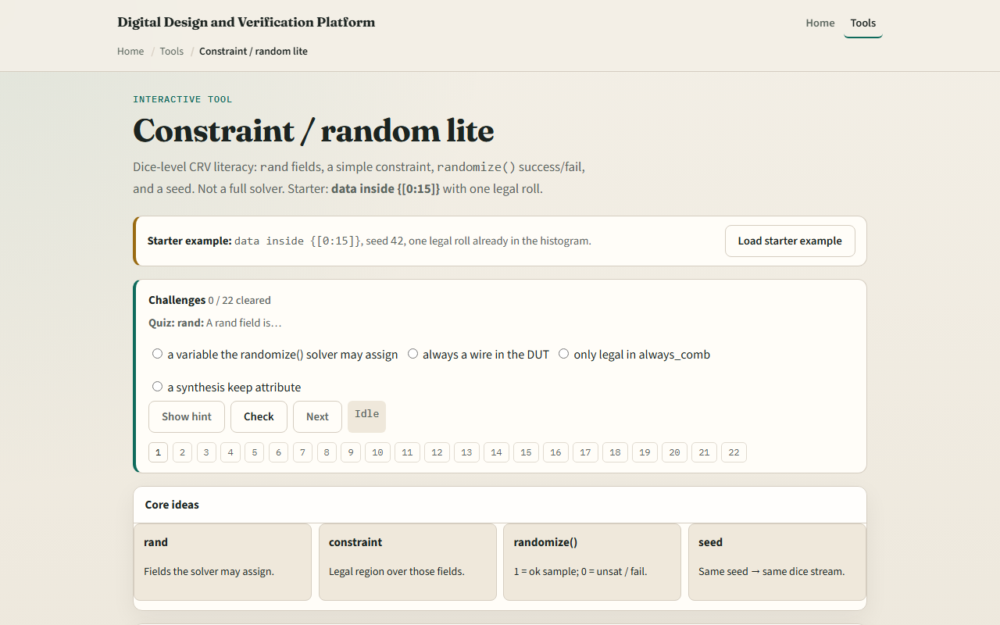 Digital Design and Verification Platform
Home Tools
Home / Tools / Constraint / random lite
INTERACTIVE TOOL
Constraint / random lite
Dice-level CRV literacy: rand fields, a simple constraint, randomize() success/fail,
and a seed. Not a full solver. Starter: data inside {[0:15]} with one legal roll.
Starter example: data inside {[0:15]}, seed 42, one legal roll already in the histogram.
Load starter example
Challenges 0 / 22 cleared
Quiz: rand: A rand field is…
a variable the randomize() solver may assign always a wire in the DUT only legal in always_comb
a synthesis keep attribute
Show hint Check Next Idle
1 2 3 4 5 6 7 8 9 10 11 12 13 14 15 16 17 18 19 20 21 22
Core ideas
rand constraint randomize() seed
Fields the solver may assign. Legal region over those fields. 1 = ok sample; 0 = unsat / fail. Same seed → same dice stream.